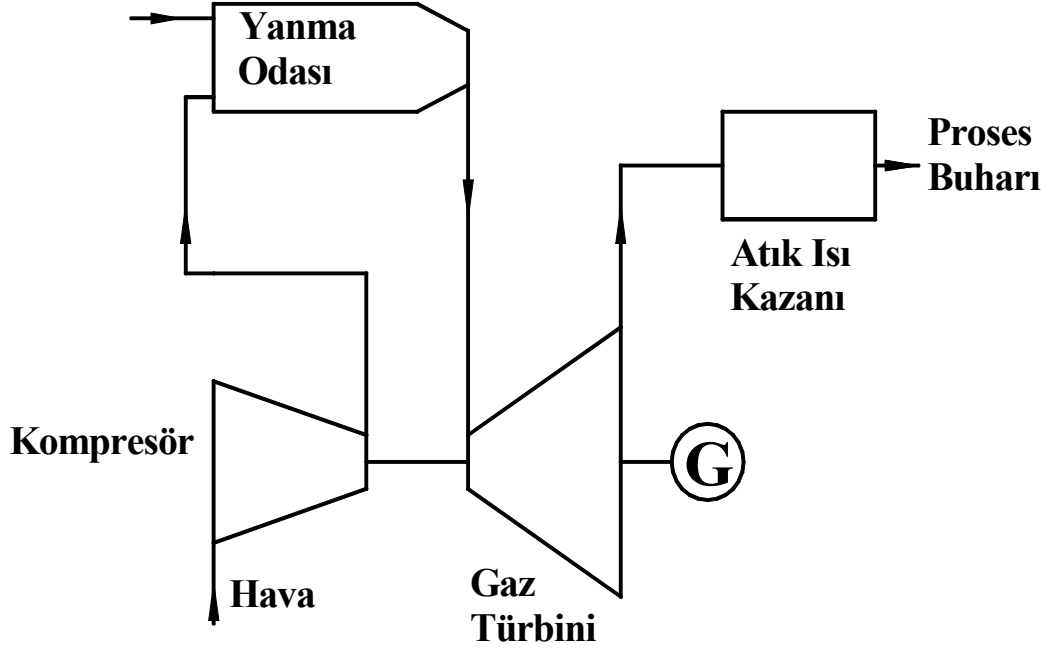 Yanma
Odası
Proses
Buharı
Atık Isı
Kazanı
Kompresör
G
Hava
Gaz
Türbini